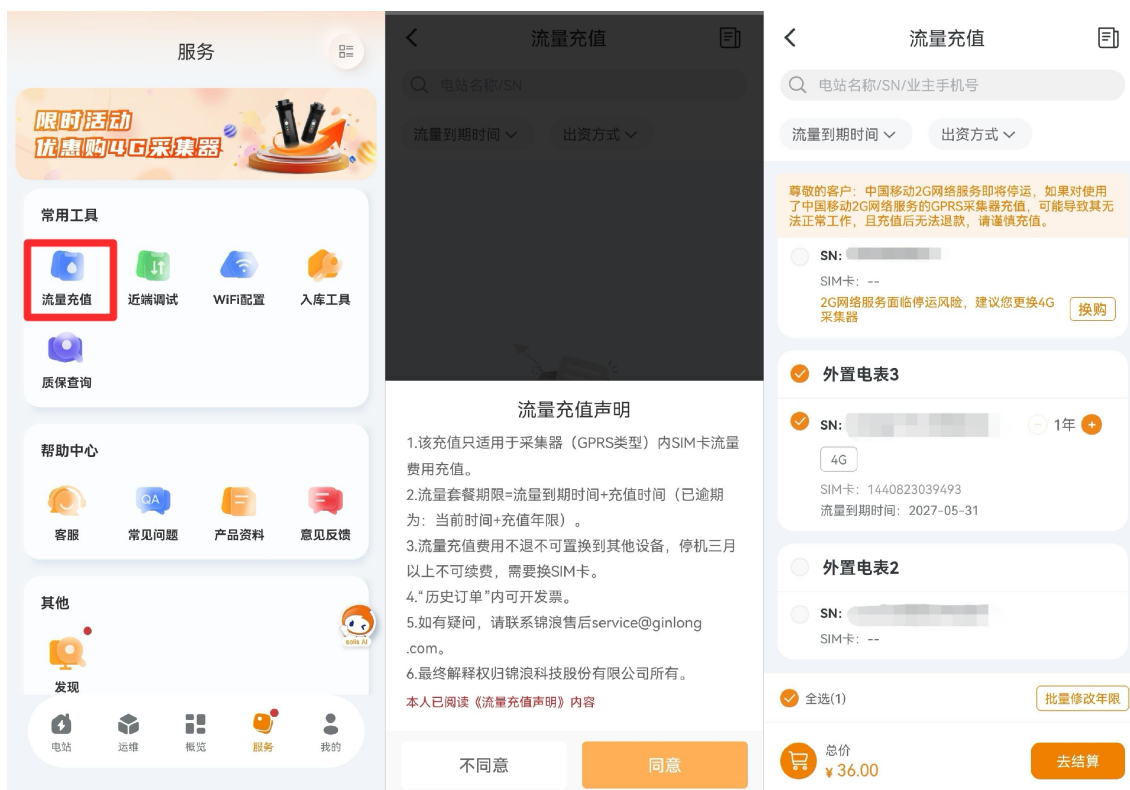 服务
限时活动
优惠购4G采集器
常用工具
流量充值
近端调试
WiFi配置
入库工具
质保查询
帮助中心
客服
常见问题
产品资料
意见反馈
其他
solis AI
发现
电站
运维
概览
服务
我的
流量充值
电站名称/SN
流量到期时间
出资方式
流量充值声明
1.该充值只适用于采集器（GPRS类型）内SIM卡流量
费用充值。
2.流量套餐期限=流量到期时间+充值时间（已逾期
为：当前时间+充值年限）。
3.流量充值费用不退不可置换到其他设备，停机三月
以上不可续费，需要换SIM卡。
4.“历史订单”内可开发票。
5.如有疑问，请联系锦浪售后service@ginlong
.com。
6.最终解释权归锦浪科技股份有限公司所有。
本人已阅读《流量充值声明》内容
不同意
同意
流量充值
电站名称/SN/业主手机号
流量到期时间
出资方式
尊敬的客户：中国移动2G网络服务即将停运，如果对使用
了中国移动2G网络服务的GPRS采集器充值，可能导致其无
法正常工作，且充值后无法退款，请谨慎充值。
SN:
SIM卡：--
2G网络服务面临停运风险，建议您更换4G
采集器
换购
外置电表3
SN:
1年
4G
SIM卡：1440823039493
流量到期时间：2027-05-31
外置电表2
SN:
SIM卡：--
全选(1)
批量修改年限
总价
¥ 36.00
去结算